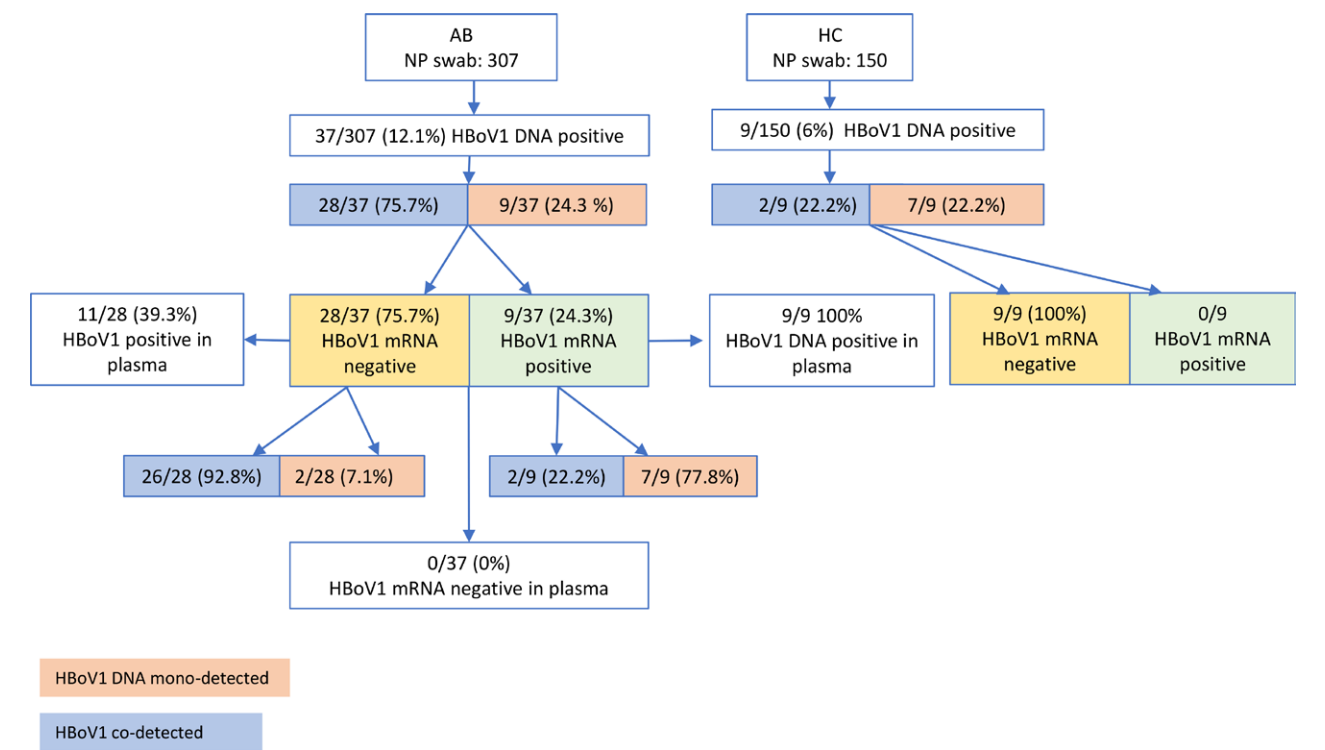 AB
NP swab: 307
HC
NP swab: 150
37/307 (12.1%) HBoV1 DNA positive
9/150 (6%) HBoV1 DNA positive
28/37 (75.7%)
9/37 (24.3 %)
2/9 (22.2%)
7/9 (22.2%)
11/28 (39.3%)
HBoV1 positive in
plasma
28/37 (75.7%)
HBoV1 mRNA
negative
9/37 (24.3%)
HBoV1 mRNA
positive
9/9 100%
HBoV1 DNA positive in
plasma
9/9 (100%)
HBoV1 mRNA
negative
0/9
HBoV1 mRNA
positive
26/28 (92.8%)
2/28 (7.1%)
2/9 (22.2%)
7/9 (77.8%)
0/37 (0%)
HBoV1 mRNA negative in plasma
HBoV1 DNA mono-detected
HBoV1 co-detected